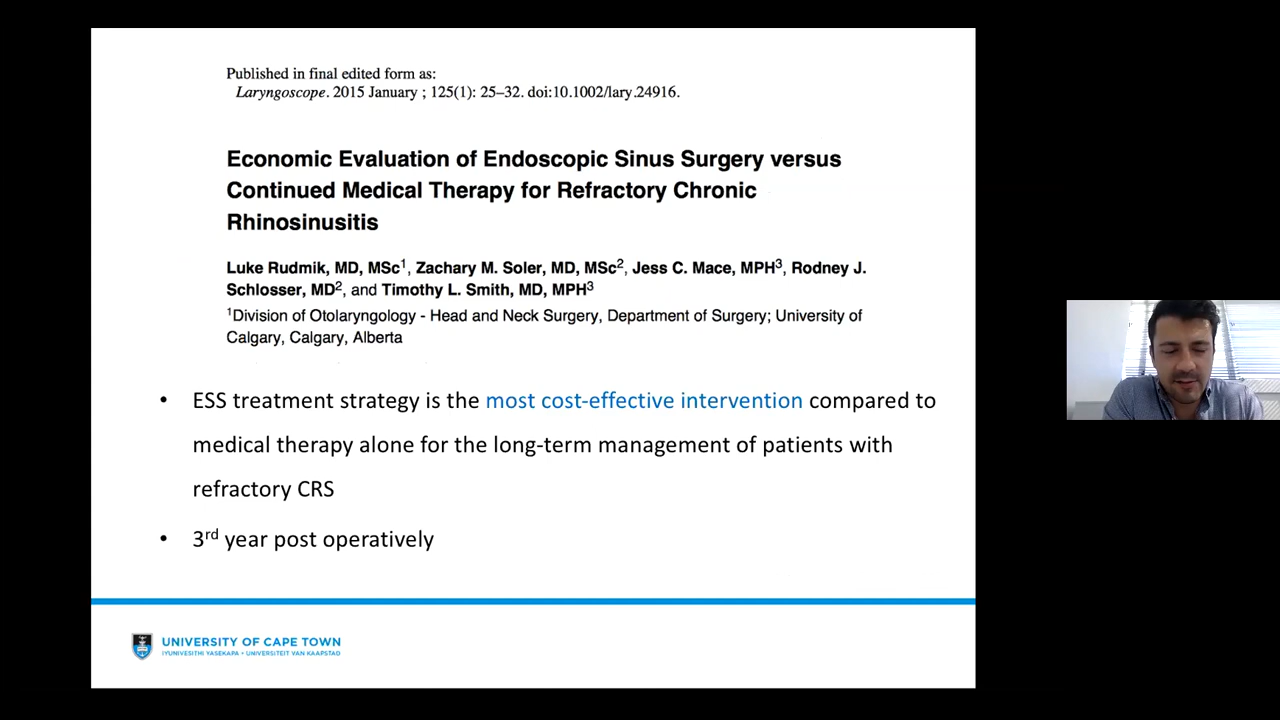 Published in final edited form as:
Laryngoscope. 2015 January ; 125(1): 25–32. doi:10.1002/lary.24916.
Economic Evaluation of Endoscopic Sinus Surgery versus
Continued Medical Therapy for Refractory Chronic
Rhinosinusitis
Luke Rudmik, MD, MSc1, Zachary M. Soler, MD, MSc2, Jess C. Mace, MPH3, Rodney J.
Schlosser, MD2, and Timothy L. Smith, MD, MPH3
1Division of Otolaryngology - Head and Neck Surgery, Department of Surgery; University of
Calgary, Calgary, Alberta
• ESS treatment strategy is the most cost-effective intervention compared to
medical therapy alone for the long-term management of patients with
refractory CRS
• 3rd year post operatively
UNIVERSITY OF CAPE TOWN
IYUNIVESITHI YASEKAPA • UNIVERSITEIT VAN KAAPSTAD